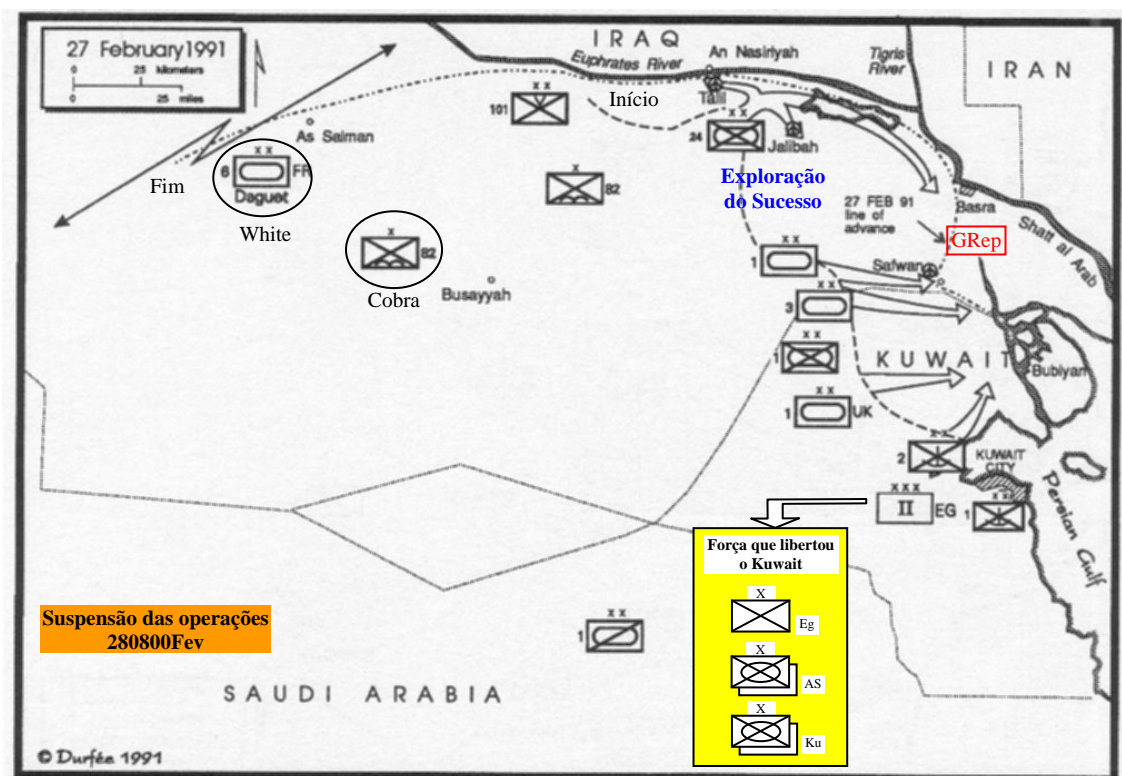 27 February 1991
0 25 kilometers
0 25 miles
IRAQ
Euphrates River
An Nasiriyah
Tigris
River
IRAN
Início
Talil
As Salman
X X
101
X X
24
Jalibah
Fim
X X
6 FR
Daguet
White
X
82
Exploração
do Sucesso
27 FEB 91
line of
advance
Basra
GRep
Shatt al Arab
X
82
Cobra
Busayyah
X X
1
Safwan
X X
3
KUWAIT
Bubiyan
X X
1
X X
1 UK
X X
2
KUWAIT
CITY
Persian Gulf
X X X
II EG
X X
1
Força que libertou
o Kuwait
X
Eg
X
AS
X
Ku
Suspensão das operações
280800Fev
X X
1
SAUDI ARABIA
© Durfée 1991